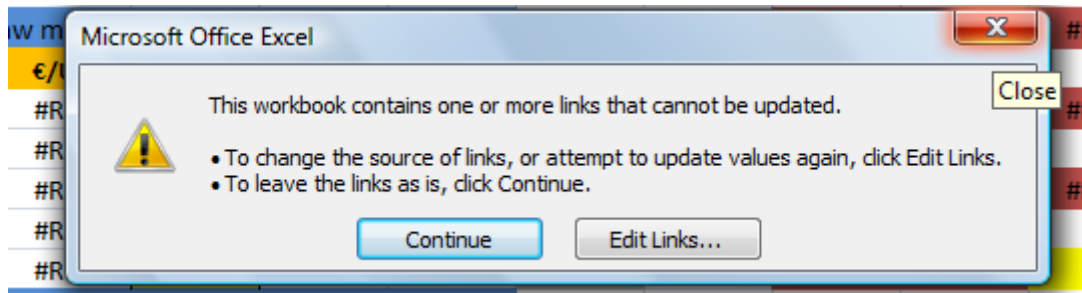 Microsoft Office Excel
#
€/
Close
This workbook contains one or more links that cannot be updated.
#R
#
#R
• To change the source of links, or attempt to update values again, click Edit Links.
• To leave the links as is, click Continue.
#R
#
#R
Continue
Edit Links...
#R